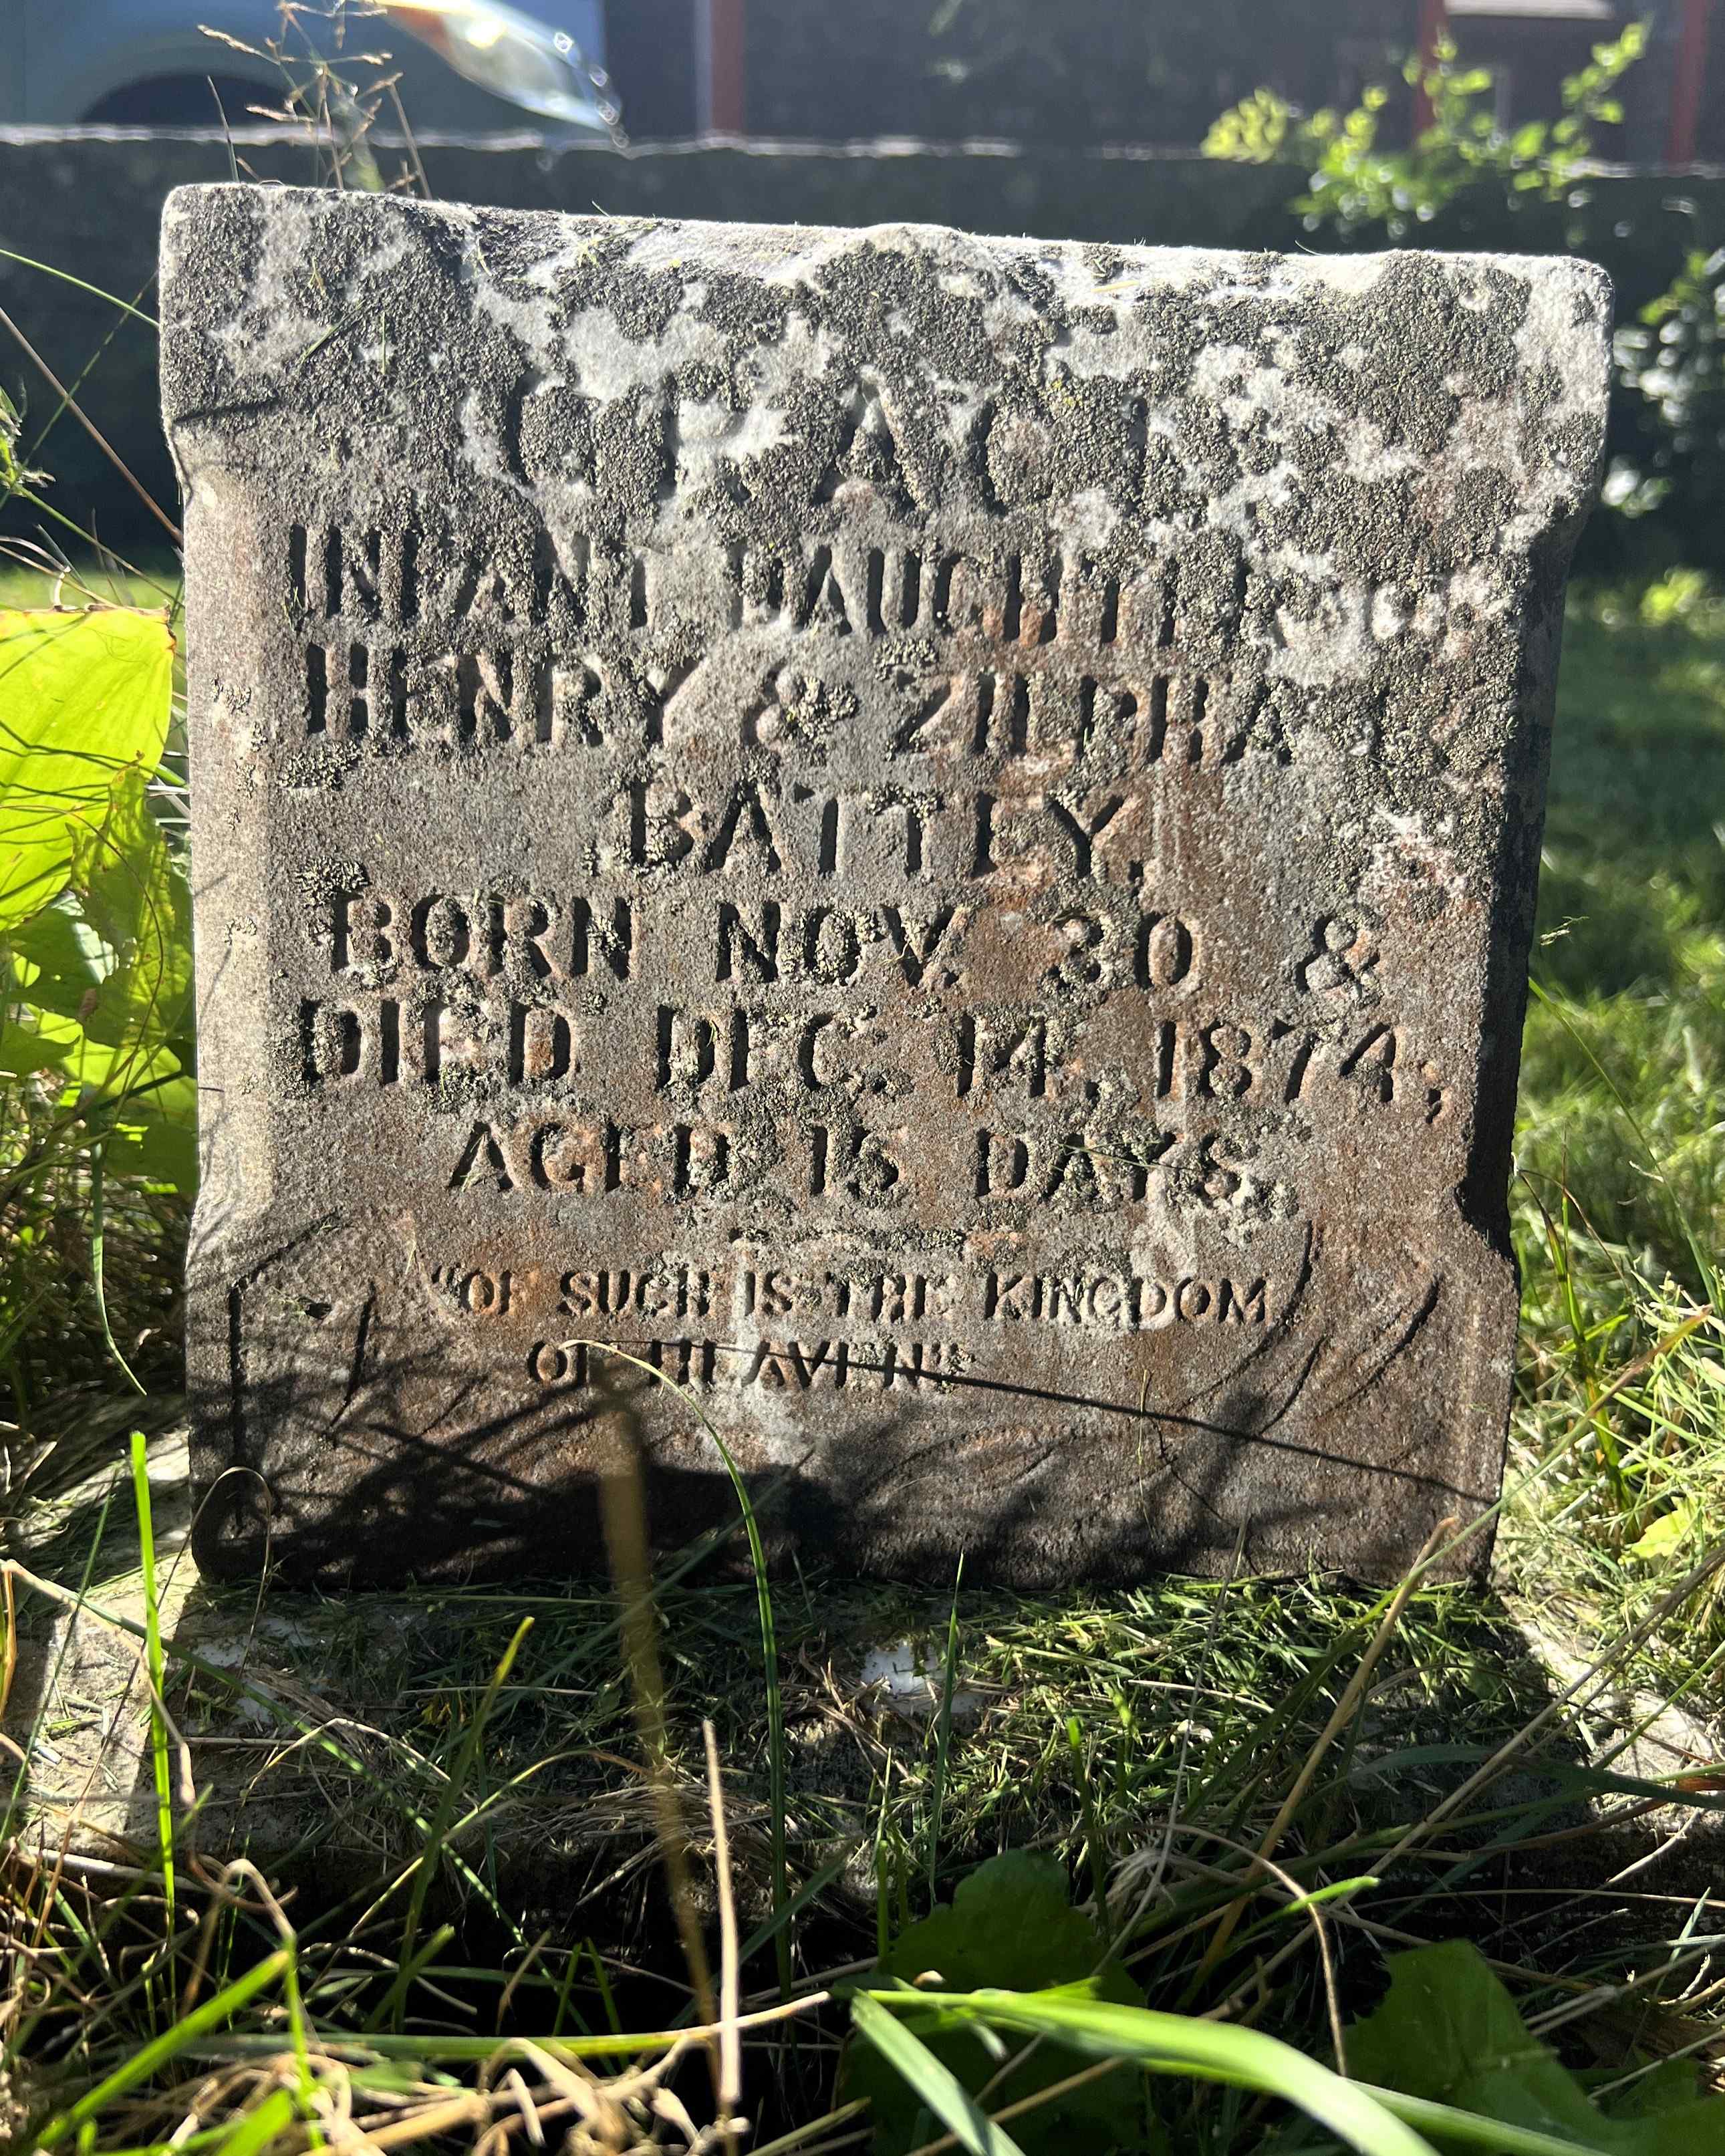 INFANT DAUGHTER
HENRY & ZILPHA
BATTEY,
BORN NOV. 30 &
DIED DEC. 14, 1874,
AGED 15 DAYS.
"OF SUCH IS THE KINGDOM
OF HEAVEN"